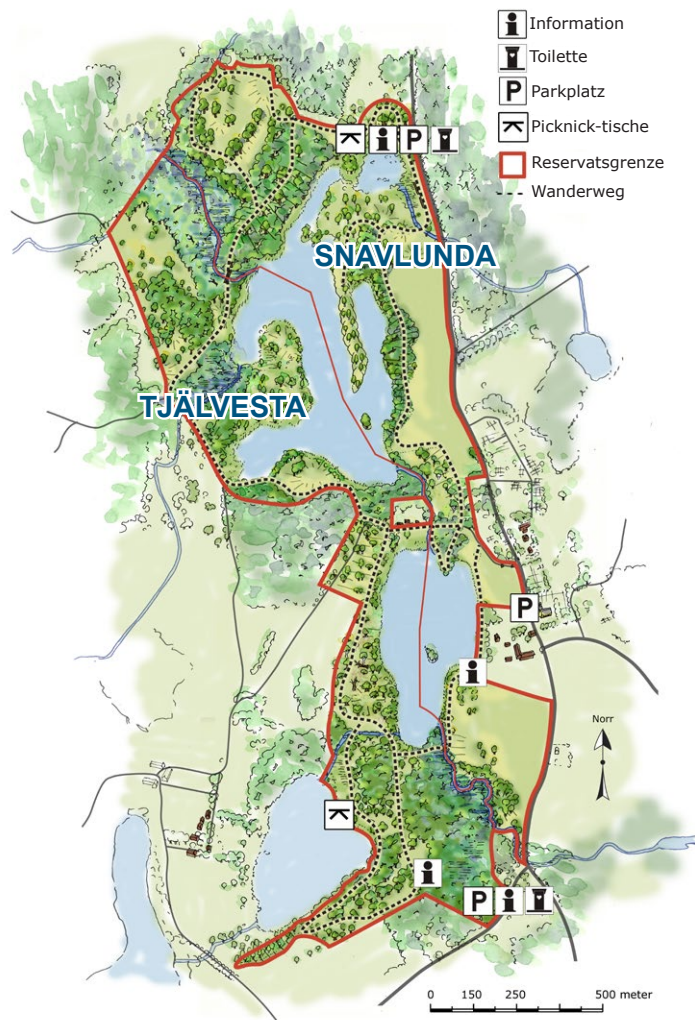 Information
Toilette
P Parkplatz
Picknick-tische
Reservatsgrenze
Wanderweg
P
SNAVLUNDA
TJÄLVESTA
P
Norr
P
0 150 250 500 meter